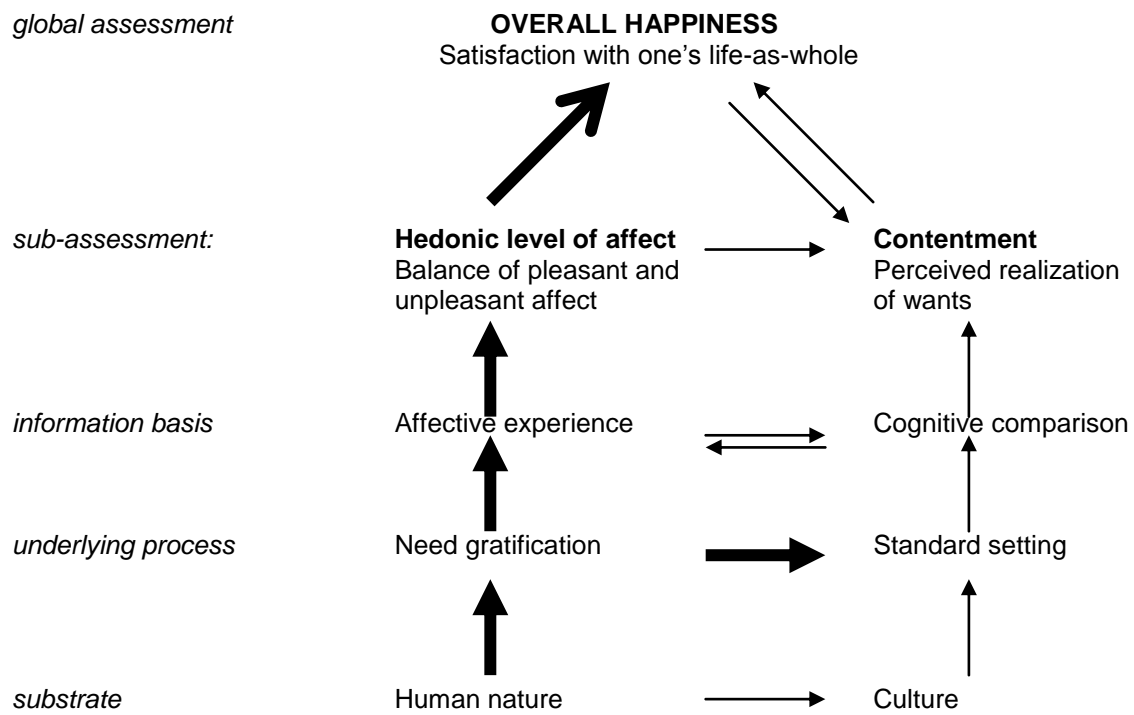 global assessment OVERALL HAPPINESS
Satisfaction with one’s life-as-whole
sub-assessment: Hedonic level of affect Contentment
Balance of pleasant and Perceived realization
unpleasant affect of wants
information basis Affective experience Cognitive comparison
underlying process Need gratification Standard setting
substrate Human nature Culture